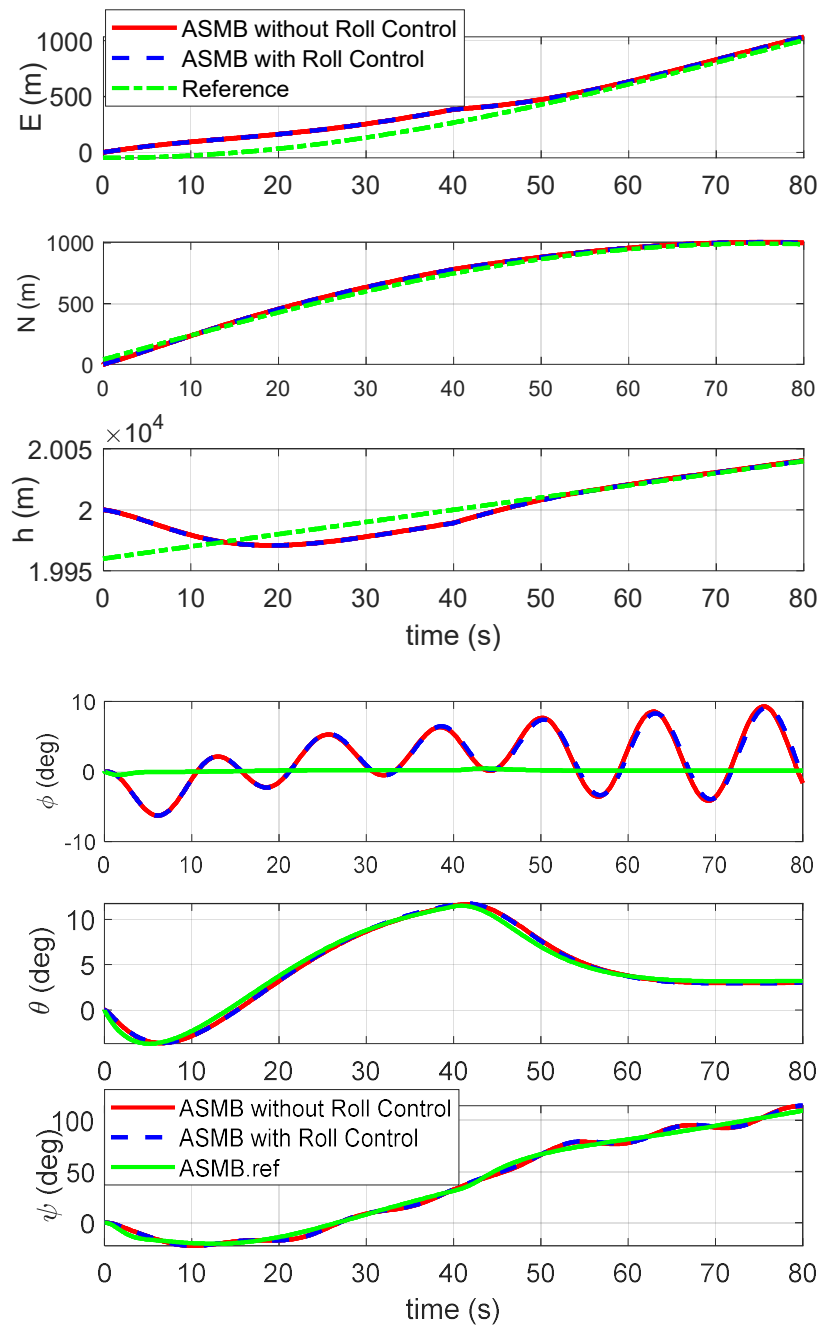 ASMB without Roll Control
ASMB with Roll Control
Reference
E (m)
1000
500
0
0 10 20 30 40 50 60 70 80
N (m)
1000
500
0
0 10 20 30 40 50 60 70 80
×10⁴
h (m)
2.005
2
1.995
0 10 20 30 40 50 60 70 80
time (s)
ϕ (deg)
10
0
-10
0 10 20 30 40 50 60 70 80
θ (deg)
10
5
0
0 10 20 30 40 50 60 70 80
ASMB without Roll Control
ASMB with Roll Control
ASMB.ref
ψ (deg)
100
50
0
0 10 20 30 40 50 60 70 80
time (s)